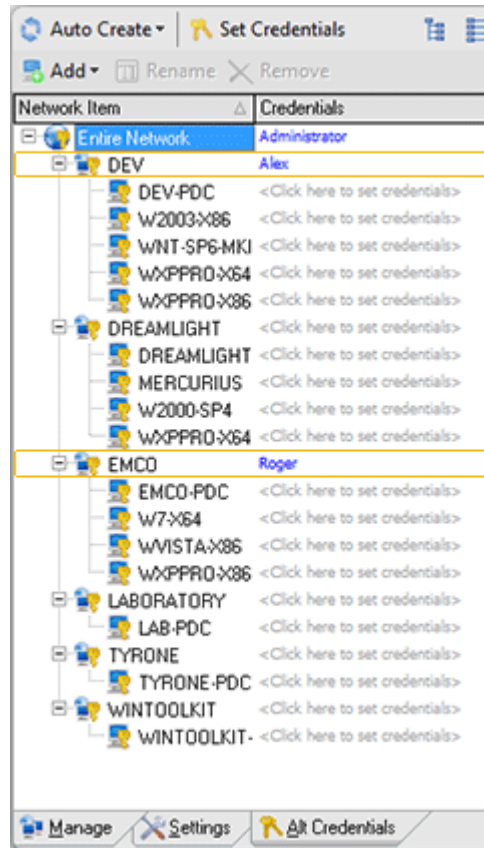 Auto Create Set Credentials
Add Rename Remove
Network Item Credentials
Entire Network Administrator
DEV Alex
DEV-PDC <Click here to set credentials>
W2003-X86 <Click here to set credentials>
WNT-SP6-MKI <Click here to set credentials>
WXPPRO-X64 <Click here to set credentials>
WXPPRO-X86 <Click here to set credentials>
DREAMLIGHT <Click here to set credentials>
DREAMLIGHT <Click here to set credentials>
MERCURIUS <Click here to set credentials>
W2000-SP4 <Click here to set credentials>
WXPPRO-X64 <Click here to set credentials>
EMCO Roger
EMCO-PDC <Click here to set credentials>
W7-X64 <Click here to set credentials>
WVISTA-X86 <Click here to set credentials>
WXPPRO-X86 <Click here to set credentials>
LABORATORY <Click here to set credentials>
LAB-PDC <Click here to set credentials>
TYRONE <Click here to set credentials>
TYRONE-PDC <Click here to set credentials>
WINTOOLKIT <Click here to set credentials>
WINTOOLKIT- <Click here to set credentials>
Manage Settings Alt Credentials